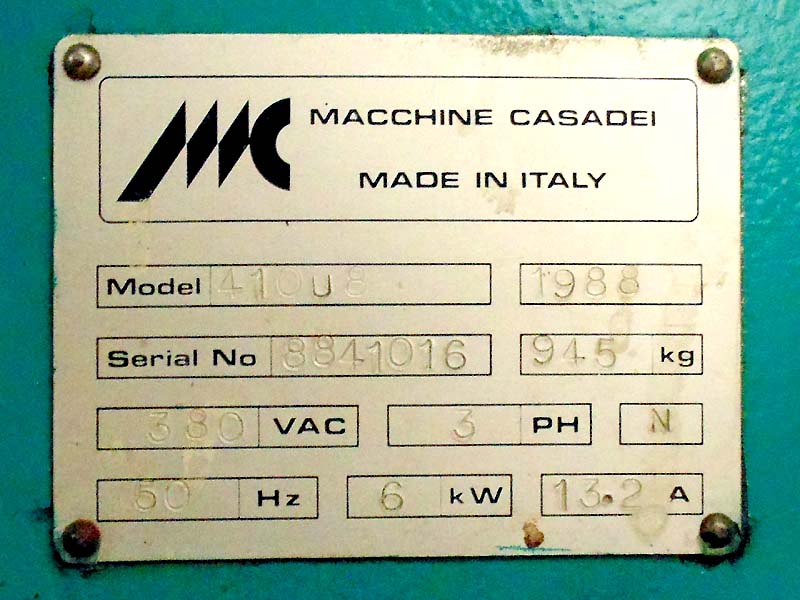 MC MACCHINE CASADEI
MADE IN ITALY
Model 410u8 1988
Serial No 8841016 945 kg
380 VAC 3 PH N
50 Hz 6 kW 13.2 A